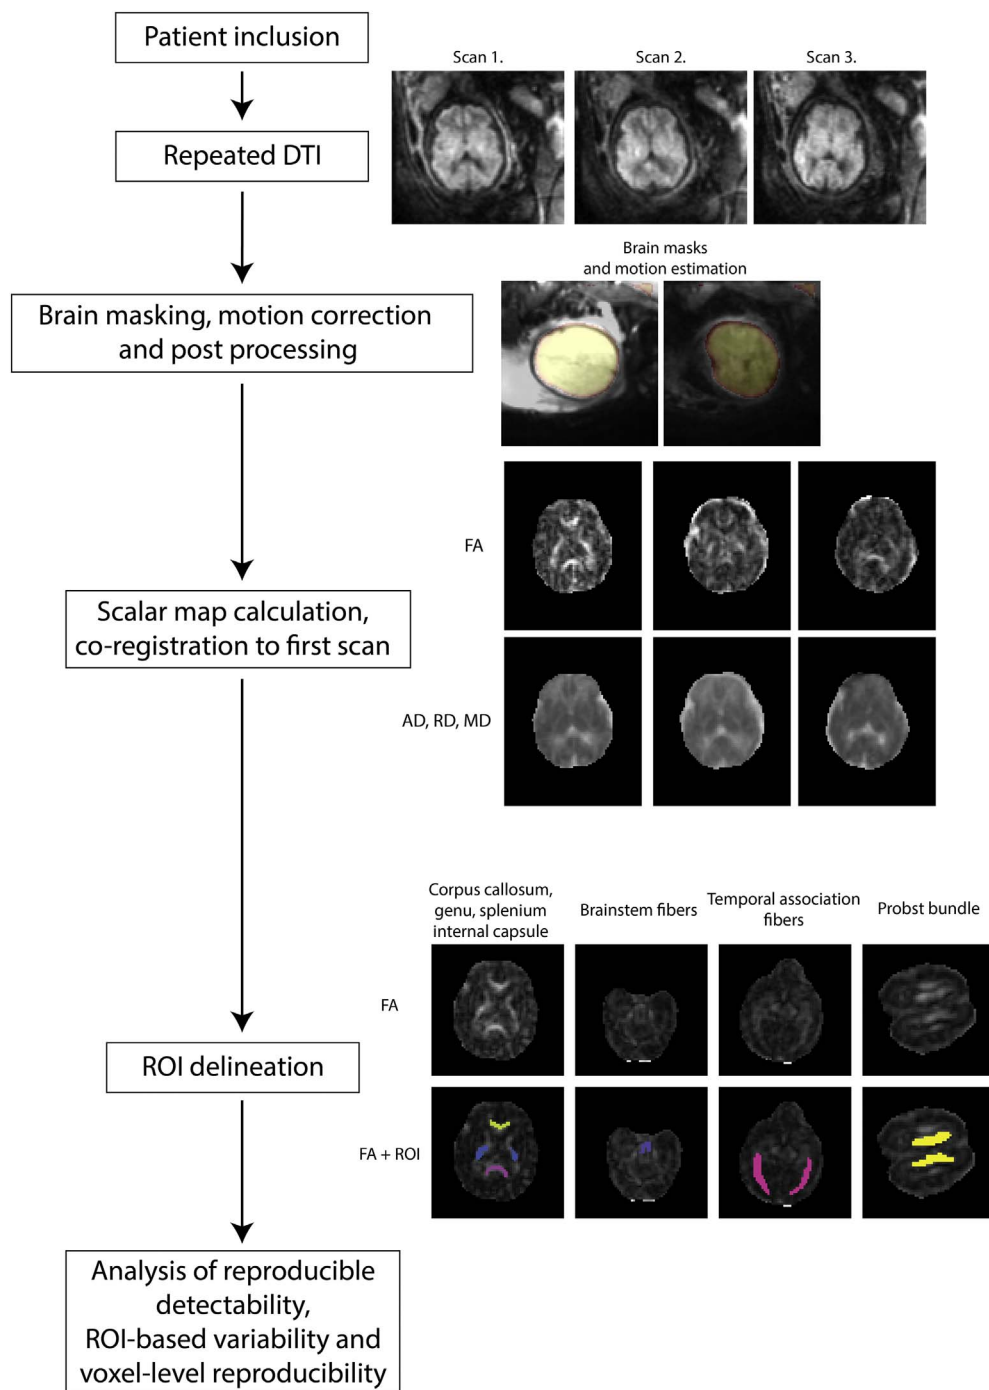 Patient inclusion
Scan 1.
Scan 2.
Scan 3.
Repeated DTI
Brain masks
and motion estimation
Brain masking, motion correction
and post processing
FA
Scalar map calculation,
co-registration to first scan
AD, RD, MD
Corpus callosum,
genu, splenium
internal capsule
Brainstem fibers
Temporal association
fibers
Probst bundle
FA
ROI delineation
FA + ROI
Analysis of reproducible
detectability,
ROI-based variability and
voxel-level reproducibility